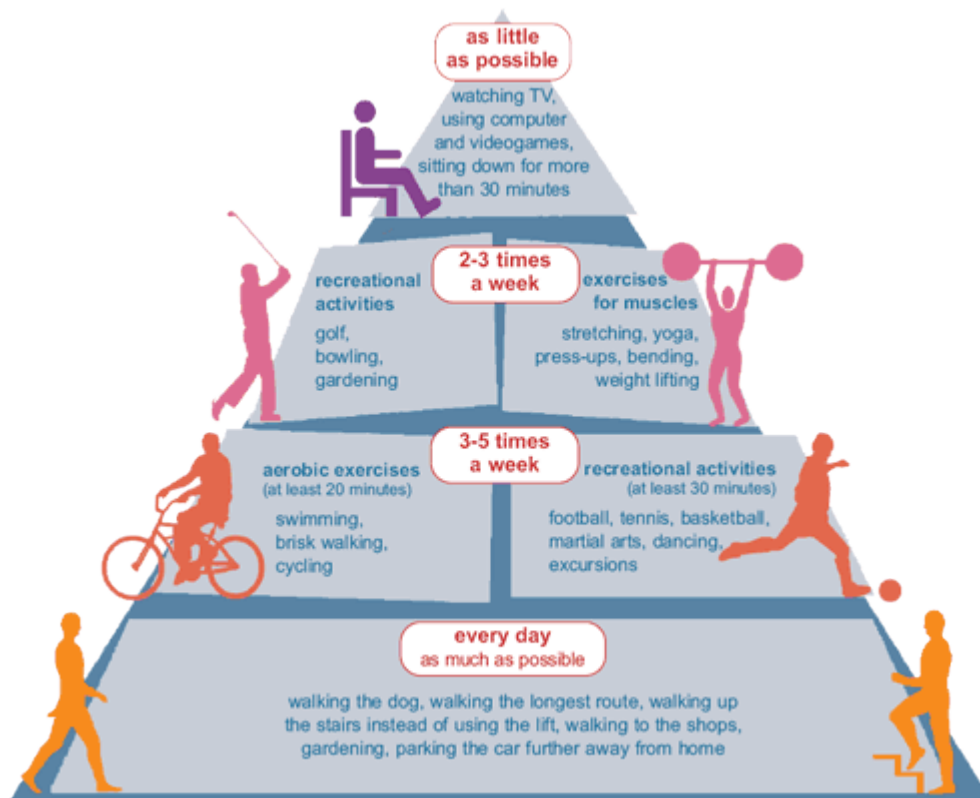 as little
as possible
watching TV,
using computer
and videogames,
sitting down for more
than 30 minutes
2-3 times
a week
recreational
activities
golf,
bowling,
gardening
exercises
for muscles
stretching, yoga,
press-ups, bending,
weight lifting
3-5 times
a week
aerobic exercises
(at least 20 minutes)
swimming,
brisk walking,
cycling
recreational activities
(at least 30 minutes)
football, tennis, basketball,
martial arts, dancing,
excursions
every day
as much as possible
walking the dog, walking the longest route, walking up
the stairs instead of using the lift, walking to the shops,
gardening, parking the car further away from home